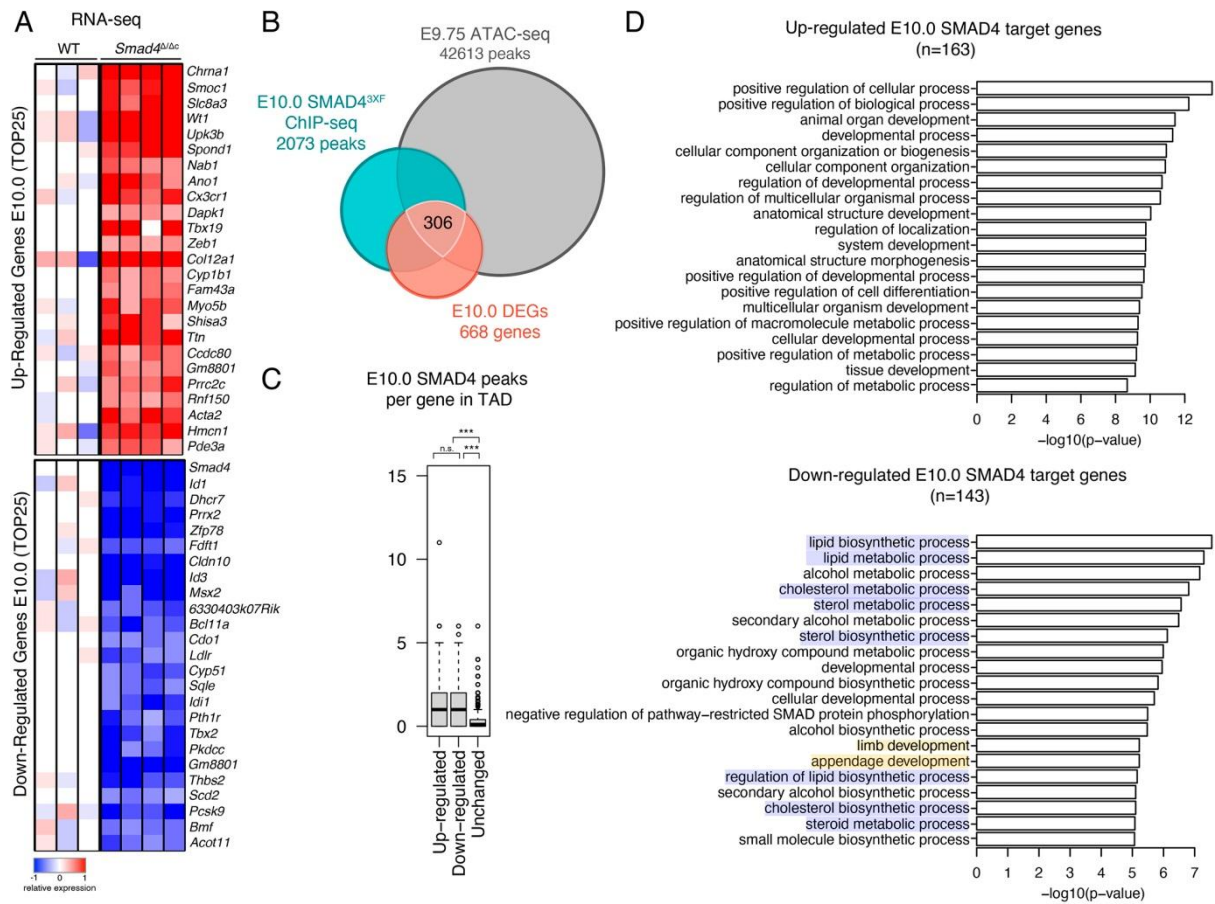 A
RNA-seq
WT
Smad4Δ/Δc
Up-Regulated Genes E10.0 (TOP25)
Chrna1
Smoc1
Slc8a3
Wt1
Upk3b
Spond1
Nab1
Ano1
Cx3cr1
Dapk1
Tbx19
Zeb1
Col12a1
Cyp1b1
Fam43a
Myo5b
Shisa3
Ttn
Ccdc80
Gm8801
Prrc2c
Rnf150
Acta2
Hmcn1
Pde3a
Down-Regulated Genes E10.0 (TOP25)
Smad4
Id1
Dhcr7
Prrx2
Zfp78
Fdft1
Cldn10
Id3
Msx2
6330403k07Rik
Bcl11a
Cdo1
Ldlr
Cyp51
Sqle
Idi1
Pth1r
Tbx2
Pkdcc
Gm8801
Thbs2
Scd2
Pcsk9
Bmf
Acot11
-1 0 1
relative expression
B
E9.75 ATAC-seq
42613 peaks
E10.0 SMAD43XF
ChIP-seq
2073 peaks
306
E10.0 DEGs
668 genes
C
E10.0 SMAD4 peaks
per gene in TAD
***
n.s. ***
15
10
5
0
Up-regulated
Down-regulated
Unchanged
D
Up-regulated E10.0 SMAD4 target genes
(n=163)
positive regulation of cellular process
positive regulation of biological process
animal organ development
developmental process
cellular component organization or biogenesis
cellular component organization
regulation of developmental process
regulation of multicellular organismal process
anatomical structure development
regulation of localization
system development
anatomical structure morphogenesis
positive regulation of developmental process
positive regulation of cell differentiation
multicellular organism development
positive regulation of macromolecule metabolic process
cellular developmental process
positive regulation of metabolic process
tissue development
regulation of metabolic process
0 2 4 6 8 10 12
-log10(p-value)
Down-regulated E10.0 SMAD4 target genes
(n=143)
lipid biosynthetic process
lipid metabolic process
alcohol metabolic process
cholesterol metabolic process
sterol metabolic process
secondary alcohol metabolic process
sterol biosynthetic process
organic hydroxy compound metabolic process
developmental process
organic hydroxy compound biosynthetic process
cellular developmental process
negative regulation of pathway-restricted SMAD protein phosphorylation
alcohol biosynthetic process
limb development
appendage development
regulation of lipid biosynthetic process
secondary alcohol biosynthetic process
cholesterol biosynthetic process
steroid metabolic process
small molecule biosynthetic process
0 1 2 3 4 5 6 7
-log10(p-value)